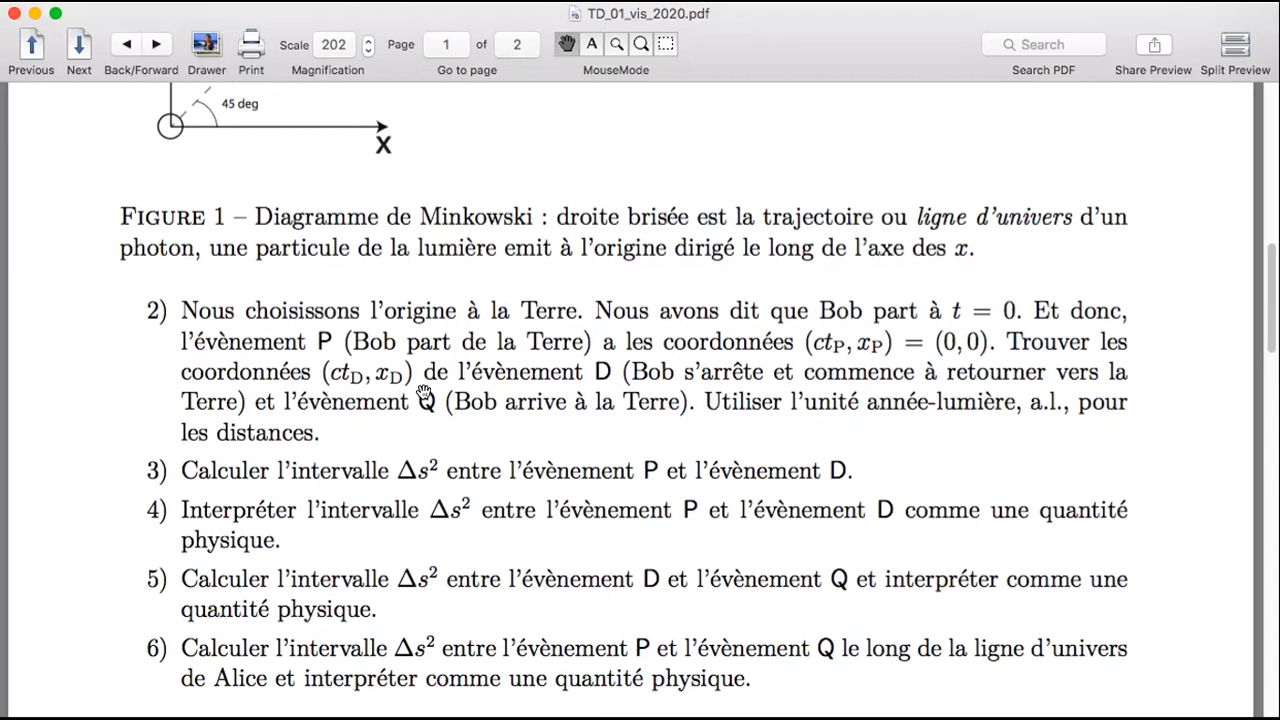 TD_01_vis_2020.pdf
Scale 202 Page 1 of 2 A Search
Previous Next Back/Forward Drawer Print Magnification Go to page MouseMode Search PDF Share Preview Split Preview
45 deg
X
FIGURE 1 – Diagramme de Minkowski : droite brisée est la trajectoire ou ligne d'univers d'un
photon, une particule de la lumière emit à l'origine dirigé le long de l'axe des x.
2) Nous choisissons l'origine à la Terre. Nous avons dit que Bob part à t = 0. Et donc,
l'évènement P (Bob part de la Terre) a les coordonnées (ct_P, x_P) = (0, 0). Trouver les
coordonnées (ct_D, x_D) de l'évènement D (Bob s'arrête et commence à retourner vers la
Terre) et l'évènement Q (Bob arrive à la Terre). Utiliser l'unité année-lumière, a.l., pour
les distances.
3) Calculer l'intervalle Δs² entre l'évènement P et l'évènement D.
4) Interpréter l'intervalle Δs² entre l'évènement P et l'évènement D comme une quantité
physique.
5) Calculer l'intervalle Δs² entre l'évènement D et l'évènement Q et interpréter comme une
quantité physique.
6) Calculer l'intervalle Δs² entre l'évènement P et l'évènement Q le long de la ligne d'univers
de Alice et interpréter comme une quantité physique.